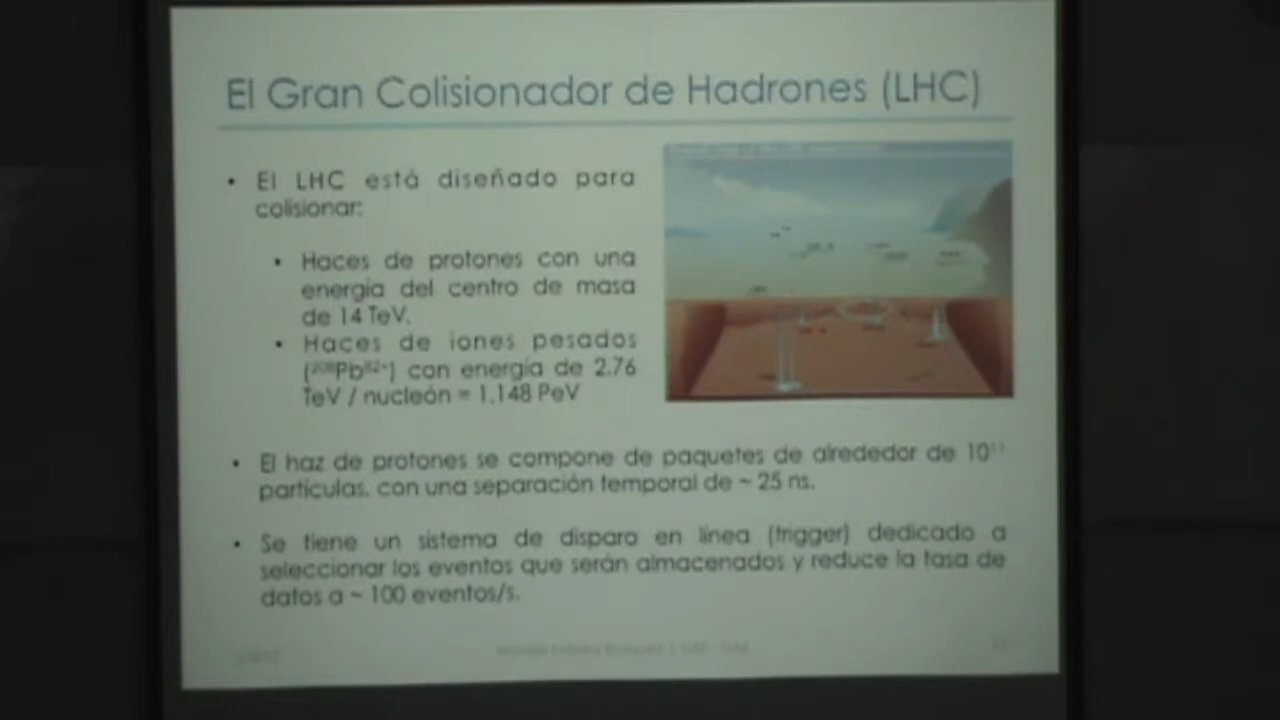 El Gran Colisionador de Hadrones (LHC)
• El LHC está diseñado para
colisionar:
• Haces de protones con una
energía del centro de masa
de 14 TeV.
• Haces de iones pesados
(²⁰⁸Pb⁸²⁺) con energía de 2.76
TeV / nucleón = 1.148 PeV
• El haz de protones se compone de paquetes de alrededor de 10¹¹
partículas, con una separación temporal de ~ 25 ns.
• Se tiene un sistema de disparo en línea (trigger) dedicado a
seleccionar los eventos que serán almacenados y reduce la tasa de
datos a ~ 100 eventos/s.